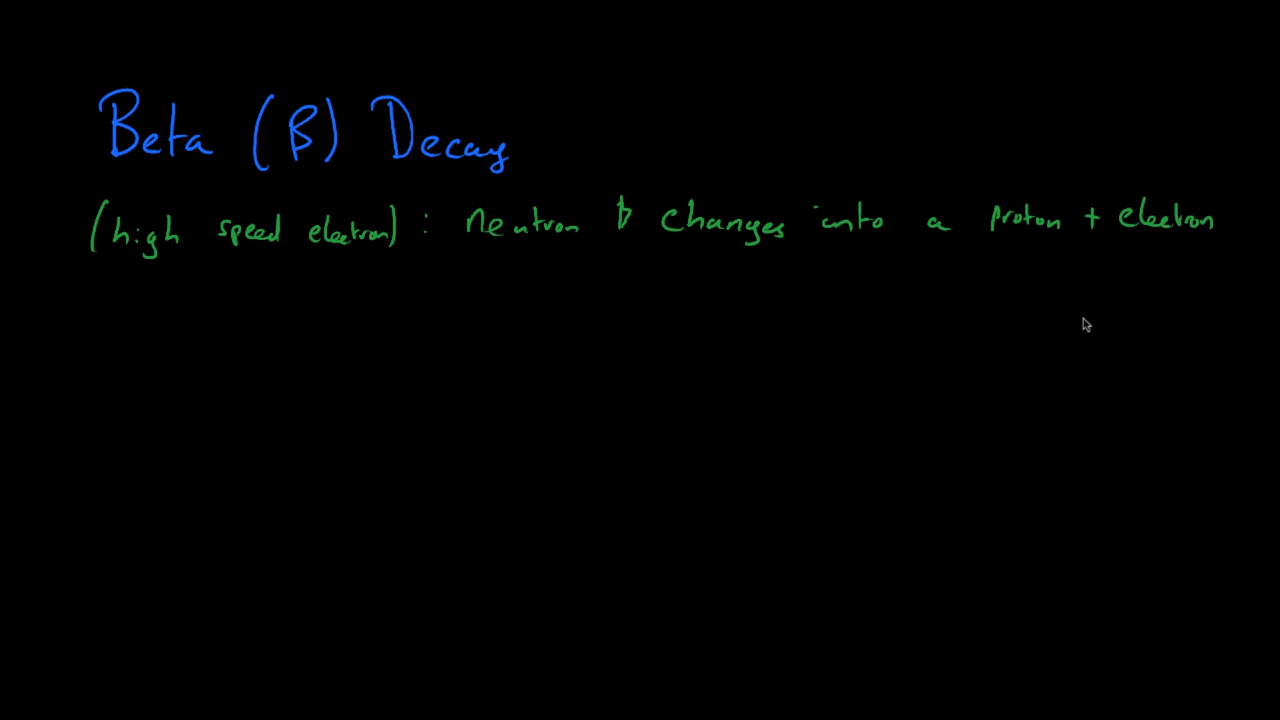 Beta (β) Decay
(high speed electron) : neutron changes into a proton + electron